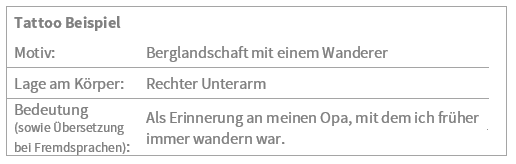 Tattoo Beispiel
Motiv: Berglandschaft mit einem Wanderer
Lage am Körper: Rechter Unterarm
Bedeutung
(sowie Übersetzung
bei Fremdsprachen):
Als Erinnerung an meinen Opa, mit dem ich früher
immer wandern war.